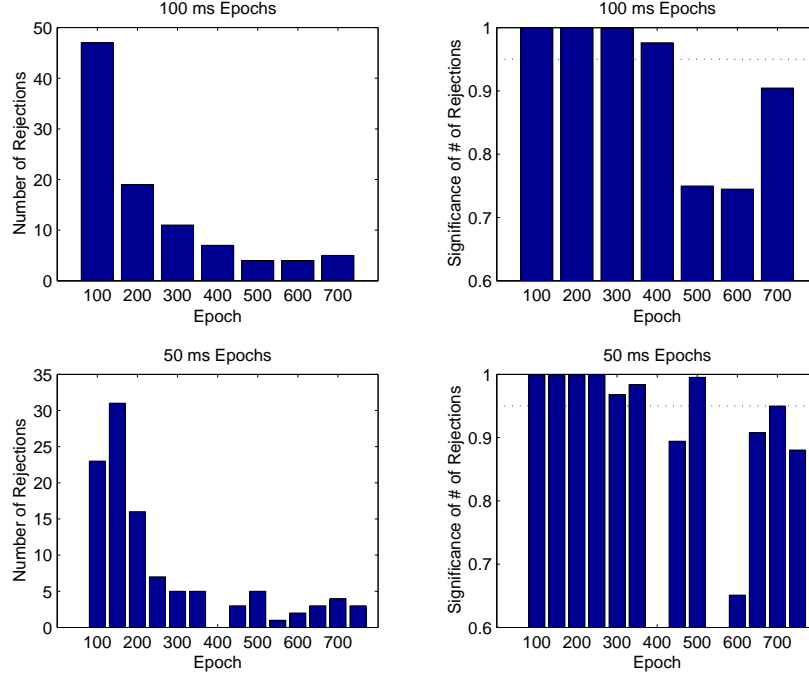 100 ms Epochs
50
40
30
20
10
0
Number of Rejections
100 200 300 400 500 600 700
Epoch
100 ms Epochs
1
0.9
0.8
0.7
0.6
Significance of # of Rejections
100 200 300 400 500 600 700
Epoch
50 ms Epochs
35
30
25
20
15
10
5
0
Number of Rejections
100 200 300 400 500 600 700
Epoch
50 ms Epochs
1
0.9
0.8
0.7
0.6
Significance of # of Rejections
100 200 300 400 500 600 700
Epoch